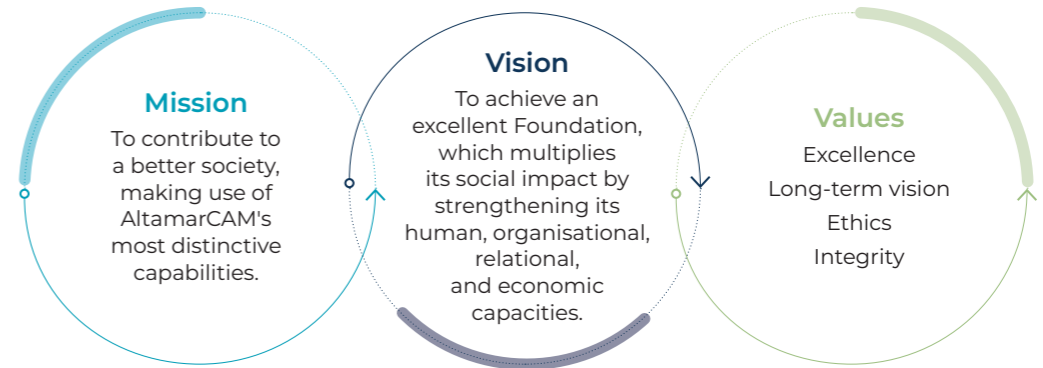 Mission
To contribute to
a better society,
making use of
AltamarCAM's
most distinctive
capabilities.
Vision
To achieve an
excellent Foundation,
which multiplies
its social impact by
strengthening its
human, organisational,
relational,
and economic
capacities.
Values
Excellence
Long-term vision
Ethics
Integrity